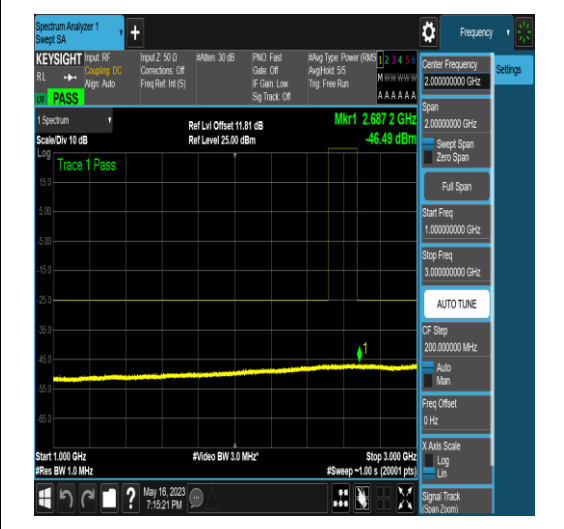 Spectrum Analyzer 1
Swept SA
+
Frequency
KEYSIGHT
RL
PASS
Input: RF
Coupling: DC
Align: Auto
Input Z: 50 Ω
Corrections: Off
Freq Ref: Int (S)
#Atten: 30 dB
PNO: Fast
Gate: Off
IF Gain: Low
Sig Track: Off
#Avg Type: Power (RMS
Avg|Hold: 5/5
Trig: Free Run
1 2 3 4 5 6
M W W W W W
A A A A A A
Center Frequency
2.000000000 GHz
Settings
Span
2.00000000 GHz
Swept Span
Zero Span
Full Span
Start Freq
1.000000000 GHz
Stop Freq
3.000000000 GHz
AUTO TUNE
CF Step
200.000000 MHz
Auto
Man
Freq Offset
0 Hz
X Axis Scale
Log
Lin
Signal Track
(Span Zoom)
1 Spectrum
Scale/Div 10 dB
Ref Lvl Offset 11.81 dB
Ref Level 25.00 dBm
Mkr1 2.687 2 GHz
-46.49 dBm
Log
Trace 1 Pass
15.0
5.00
-5.00
-15.0
-25.0
-35.0
-45.0
-55.0
-65.0
1
Start 1.000 GHz
#Res BW 1.0 MHz
#Video BW 3.0 MHz*
Stop 3.000 GHz
#Sweep ~1.00 s (20001 pts)
?
May 16, 2023
7:15:21 PM